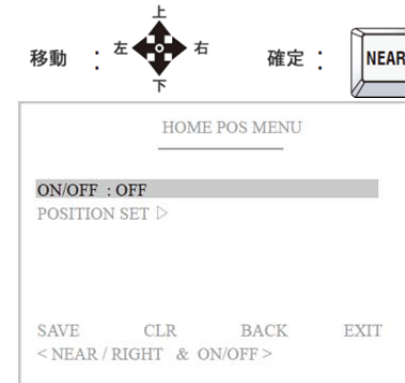 上
移動 : 左 右 確定 : NEAR
下
HOME POS MENU
ON/OFF : OFF
POSITION SET ▷
SAVE CLR BACK EXIT
< NEAR / RIGHT & ON/OFF >